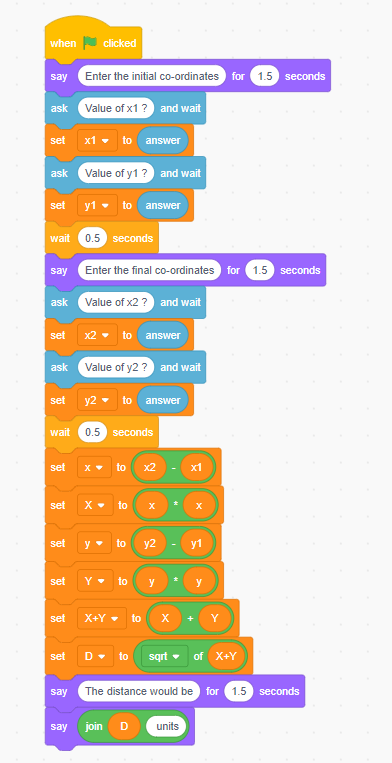 when clicked
say Enter the initial co-ordinates for 1.5 seconds
ask Value of x1 ? and wait
set x1 to answer
ask Value of y1 ? and wait
set y1 to answer
wait 0.5 seconds
say Enter the final co-ordinates for 1.5 seconds
ask Value of x2 ? and wait
set x2 to answer
ask Value of y2 ? and wait
set y2 to answer
wait 0.5 seconds
set x to x2 - x1
set X to x * x
set y to y2 - y1
set Y to y * y
set X+Y to X + Y
set D to sqrt of X+Y
say The distance would be for 1.5 seconds
say join D units